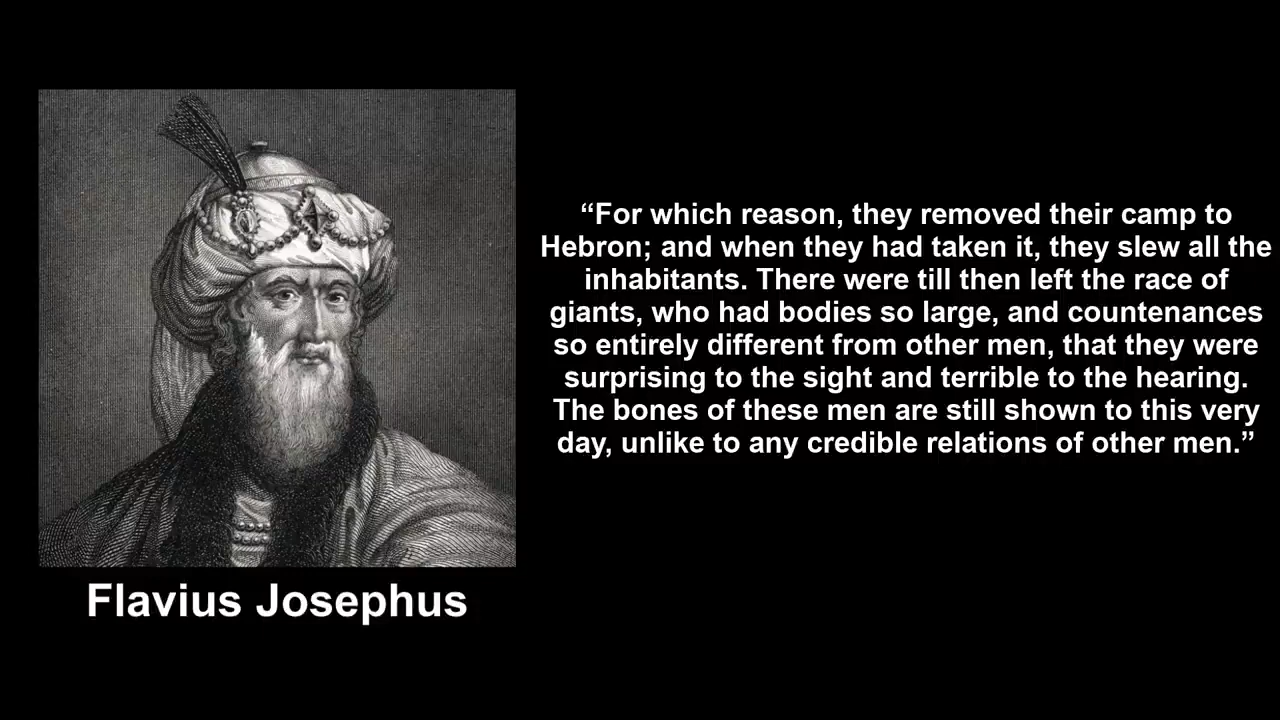 “For which reason, they removed their camp to
Hebron; and when they had taken it, they slew all the
inhabitants. There were till then left the race of
giants, who had bodies so large, and countenances
so entirely different from other men, that they were
surprising to the sight and terrible to the hearing.
The bones of these men are still shown to this very
day, unlike to any credible relations of other men.”
Flavius Josephus